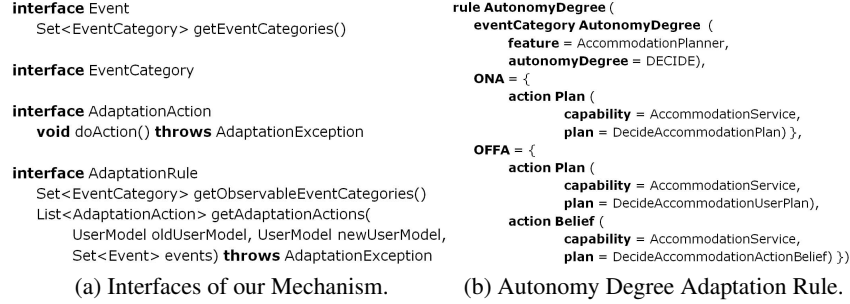 interface Event
Set<EventCategory> getEventCategories()
interface EventCategory
interface AdaptationAction
void doAction() throws AdaptationException
interface AdaptationRule
Set<EventCategory> getObservableEventCategories()
List<AdaptationAction> getAdaptationActions(
UserModel oldUserModel, UserModel newUserModel,
Set<Event> events) throws AdaptationException
(a) Interfaces of our Mechanism.
rule AutonomyDegree (
eventCategory AutonomyDegree (
feature = AccommodationPlanner,
autonomyDegree = DECIDE),
ONA = {
action Plan (
capability = AccommodationService,
plan = DecideAccommodationPlan) },
OFFA = {
action Plan (
capability = AccommodationService,
plan = DecideAccommodationUserPlan),
action Belief (
capability = AccommodationService,
plan = DecideAccommodationActionBelief) })
(b) Autonomy Degree Adaptation Rule.